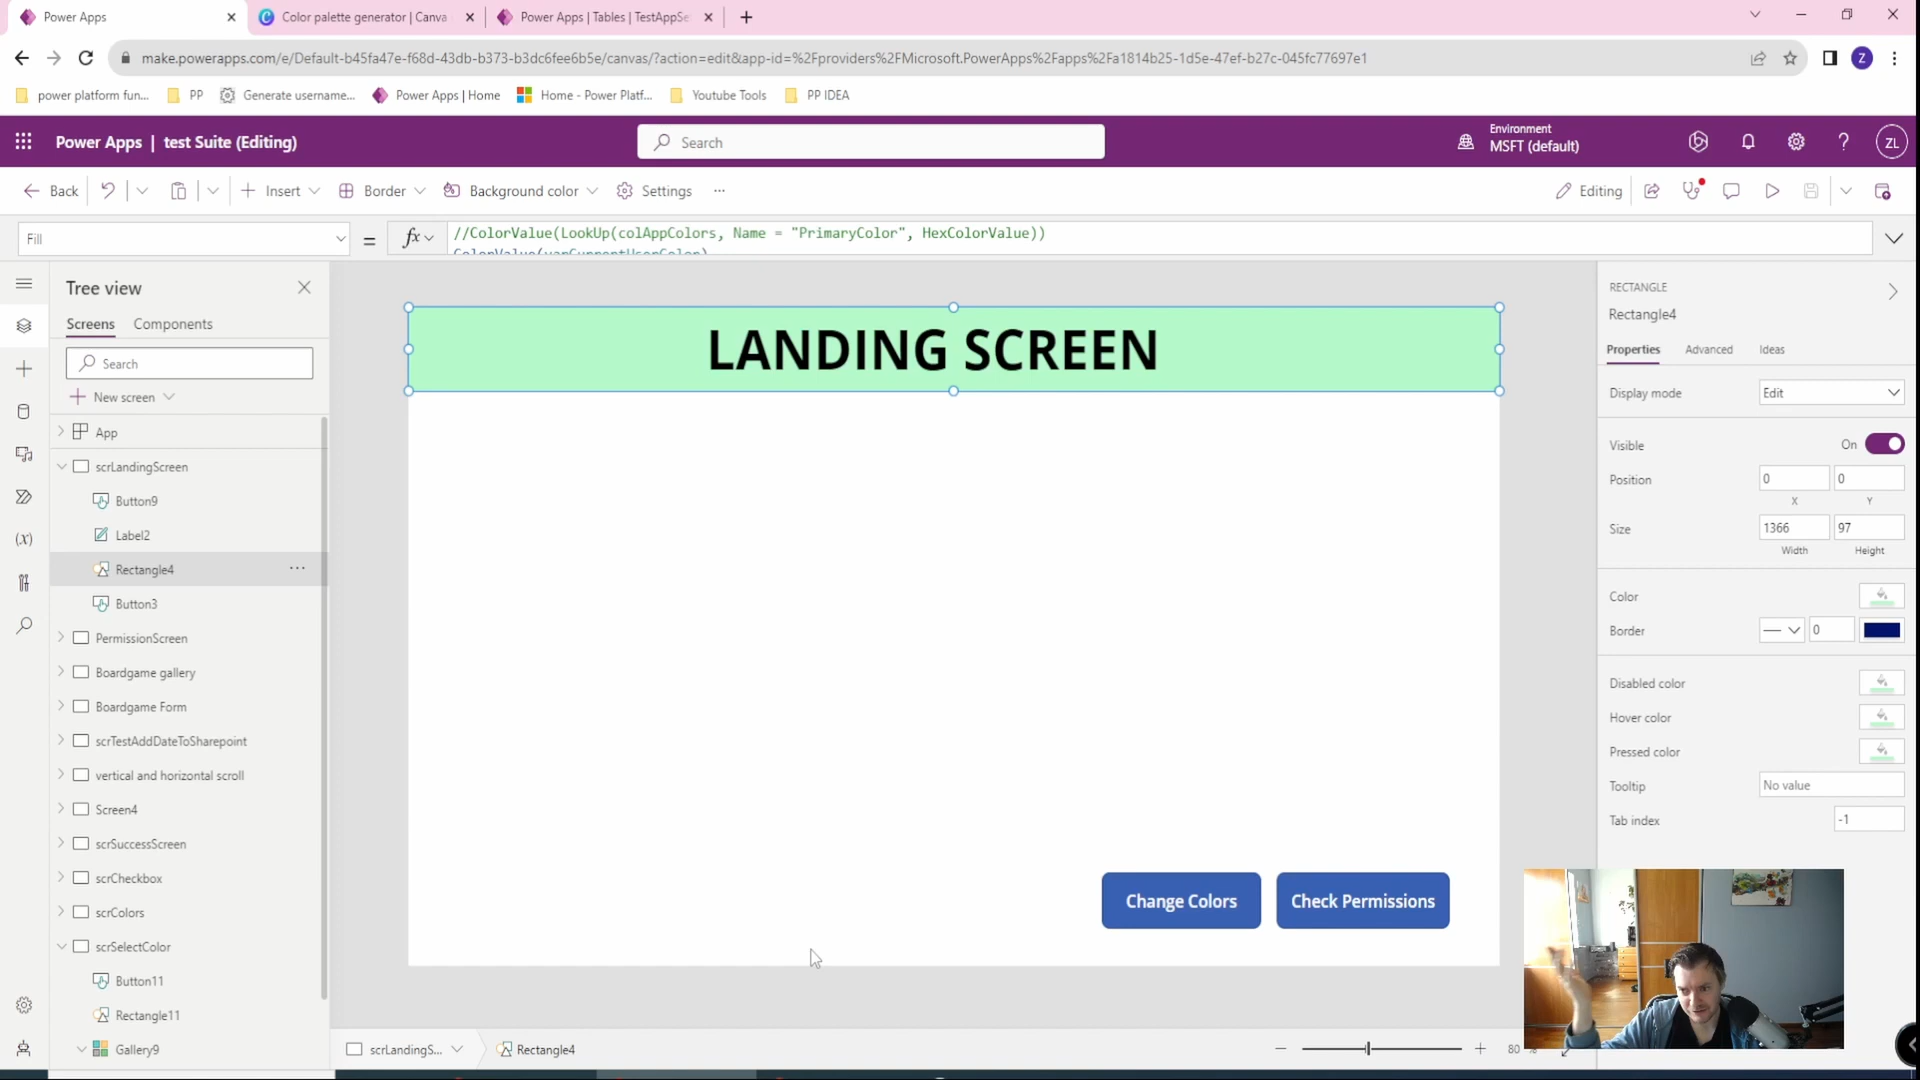 Power Apps
Color palette generator | Canva
Power Apps | Tables | TestAppSe
make.powerapps.com/e/Default-b45fa47e-f68d-43db-b373-b3dc6fee6b5e/canvas/?action=edit&app-id=%2Fproviders%2FMicrosoft.PowerApps%2Fapps%2Fa1814b25-1d5e-47ef-b27c-045fc77697e1
Z
power platform fun...
PP
Generate username...
Power Apps | Home
Home - Power Platf...
Youtube Tools
PP IDEA
Power Apps | test Suite (Editing)
Search
Environment
MSFT (default)
ZL
Back
Insert
Border
Background color
Settings
Editing
Fill
=
fx
//ColorValue(LookUp(colAppColors, Name = "PrimaryColor", HexColorValue))
ColorValue(varCurrentUserColor)
Tree view
Screens
Components
Search
New screen
App
scrLandingScreen
Button9
Label2
Rectangle4
Button3
PermissionScreen
Boardgame gallery
Boardgame Form
scrTestAddDateToSharepoint
vertical and horizontal scroll
Screen4
scrSuccessScreen
scrCheckbox
scrColors
scrSelectColor
Button11
Rectangle11
Gallery9
LANDING SCREEN
Change Colors
Check Permissions
scrLandingS...
Rectangle4
80 %
RECTANGLE
Rectangle4
Properties
Advanced
Ideas
Display mode
Edit
Visible
On
Position
0
0
X
Y
Size
1366
97
Width
Height
Color
Border
0
Disabled color
Hover color
Pressed color
Tooltip
No value
Tab index
-1